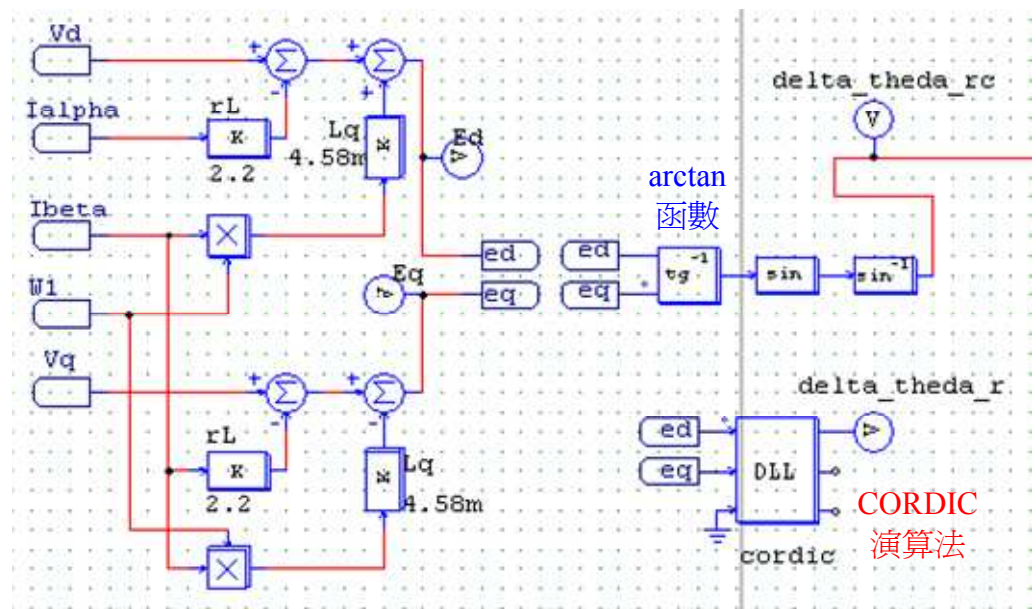 Vd
+
Σ
-
+
Σ
+
Ialpha
rL
K
2.2
Lq
4.58m
K
Ed
V
Ibeta
×
W1
Eq
V
ed
eq
Vq
+
Σ
-
+
Σ
-
rL
K
2.2
Lq
4.58m
K
×
delta_theda_rc
V
arctan
函數
ed
eq
tg -1
sin
sin -1
delta_theda_r
V
ed
eq
DLL
cordic
CORDIC
演算法